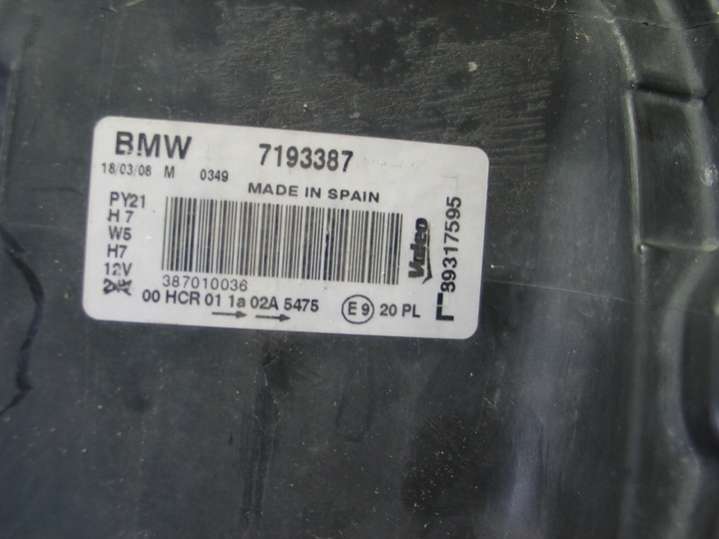 BMW 7193387
18/03/08 M 0349
MADE IN SPAIN
PY21
H7
W5
H7
12V
387010036
00 HCR 01 1a 02A 5475
E9 20 PL
Valeo
89317595